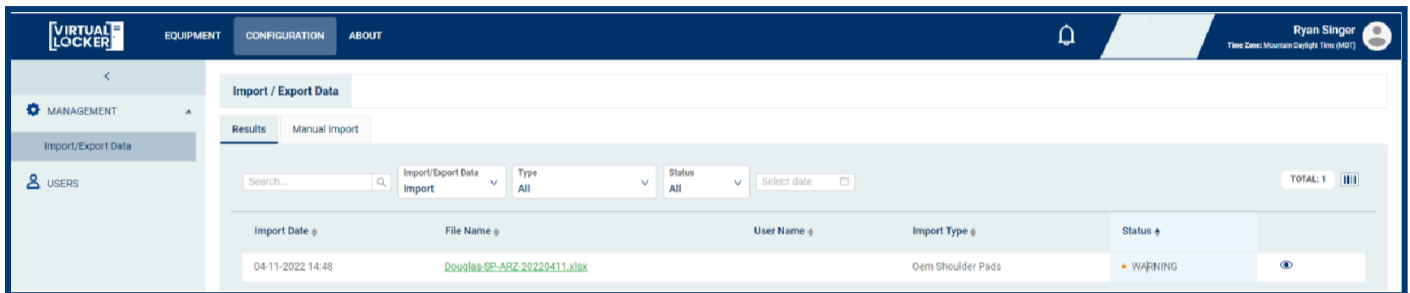 VIRTUAL LOCKER
EQUIPMENT CONFIGURATION ABOUT
Ryan Singer
Time Zone: Mountain Daylight Time (MDT)
MANAGEMENT
Import/Export Data
USERS
Import / Export Data
Results Manual Import
Search... Import/Export Data Import Type All Status All Select date TOTAL: 1
Import Date File Name User Name Import Type Status
04-11-2022 14:48 Douglas-SP-ARZ-20220411.xlsx Oem Shoulder Pads WARNING